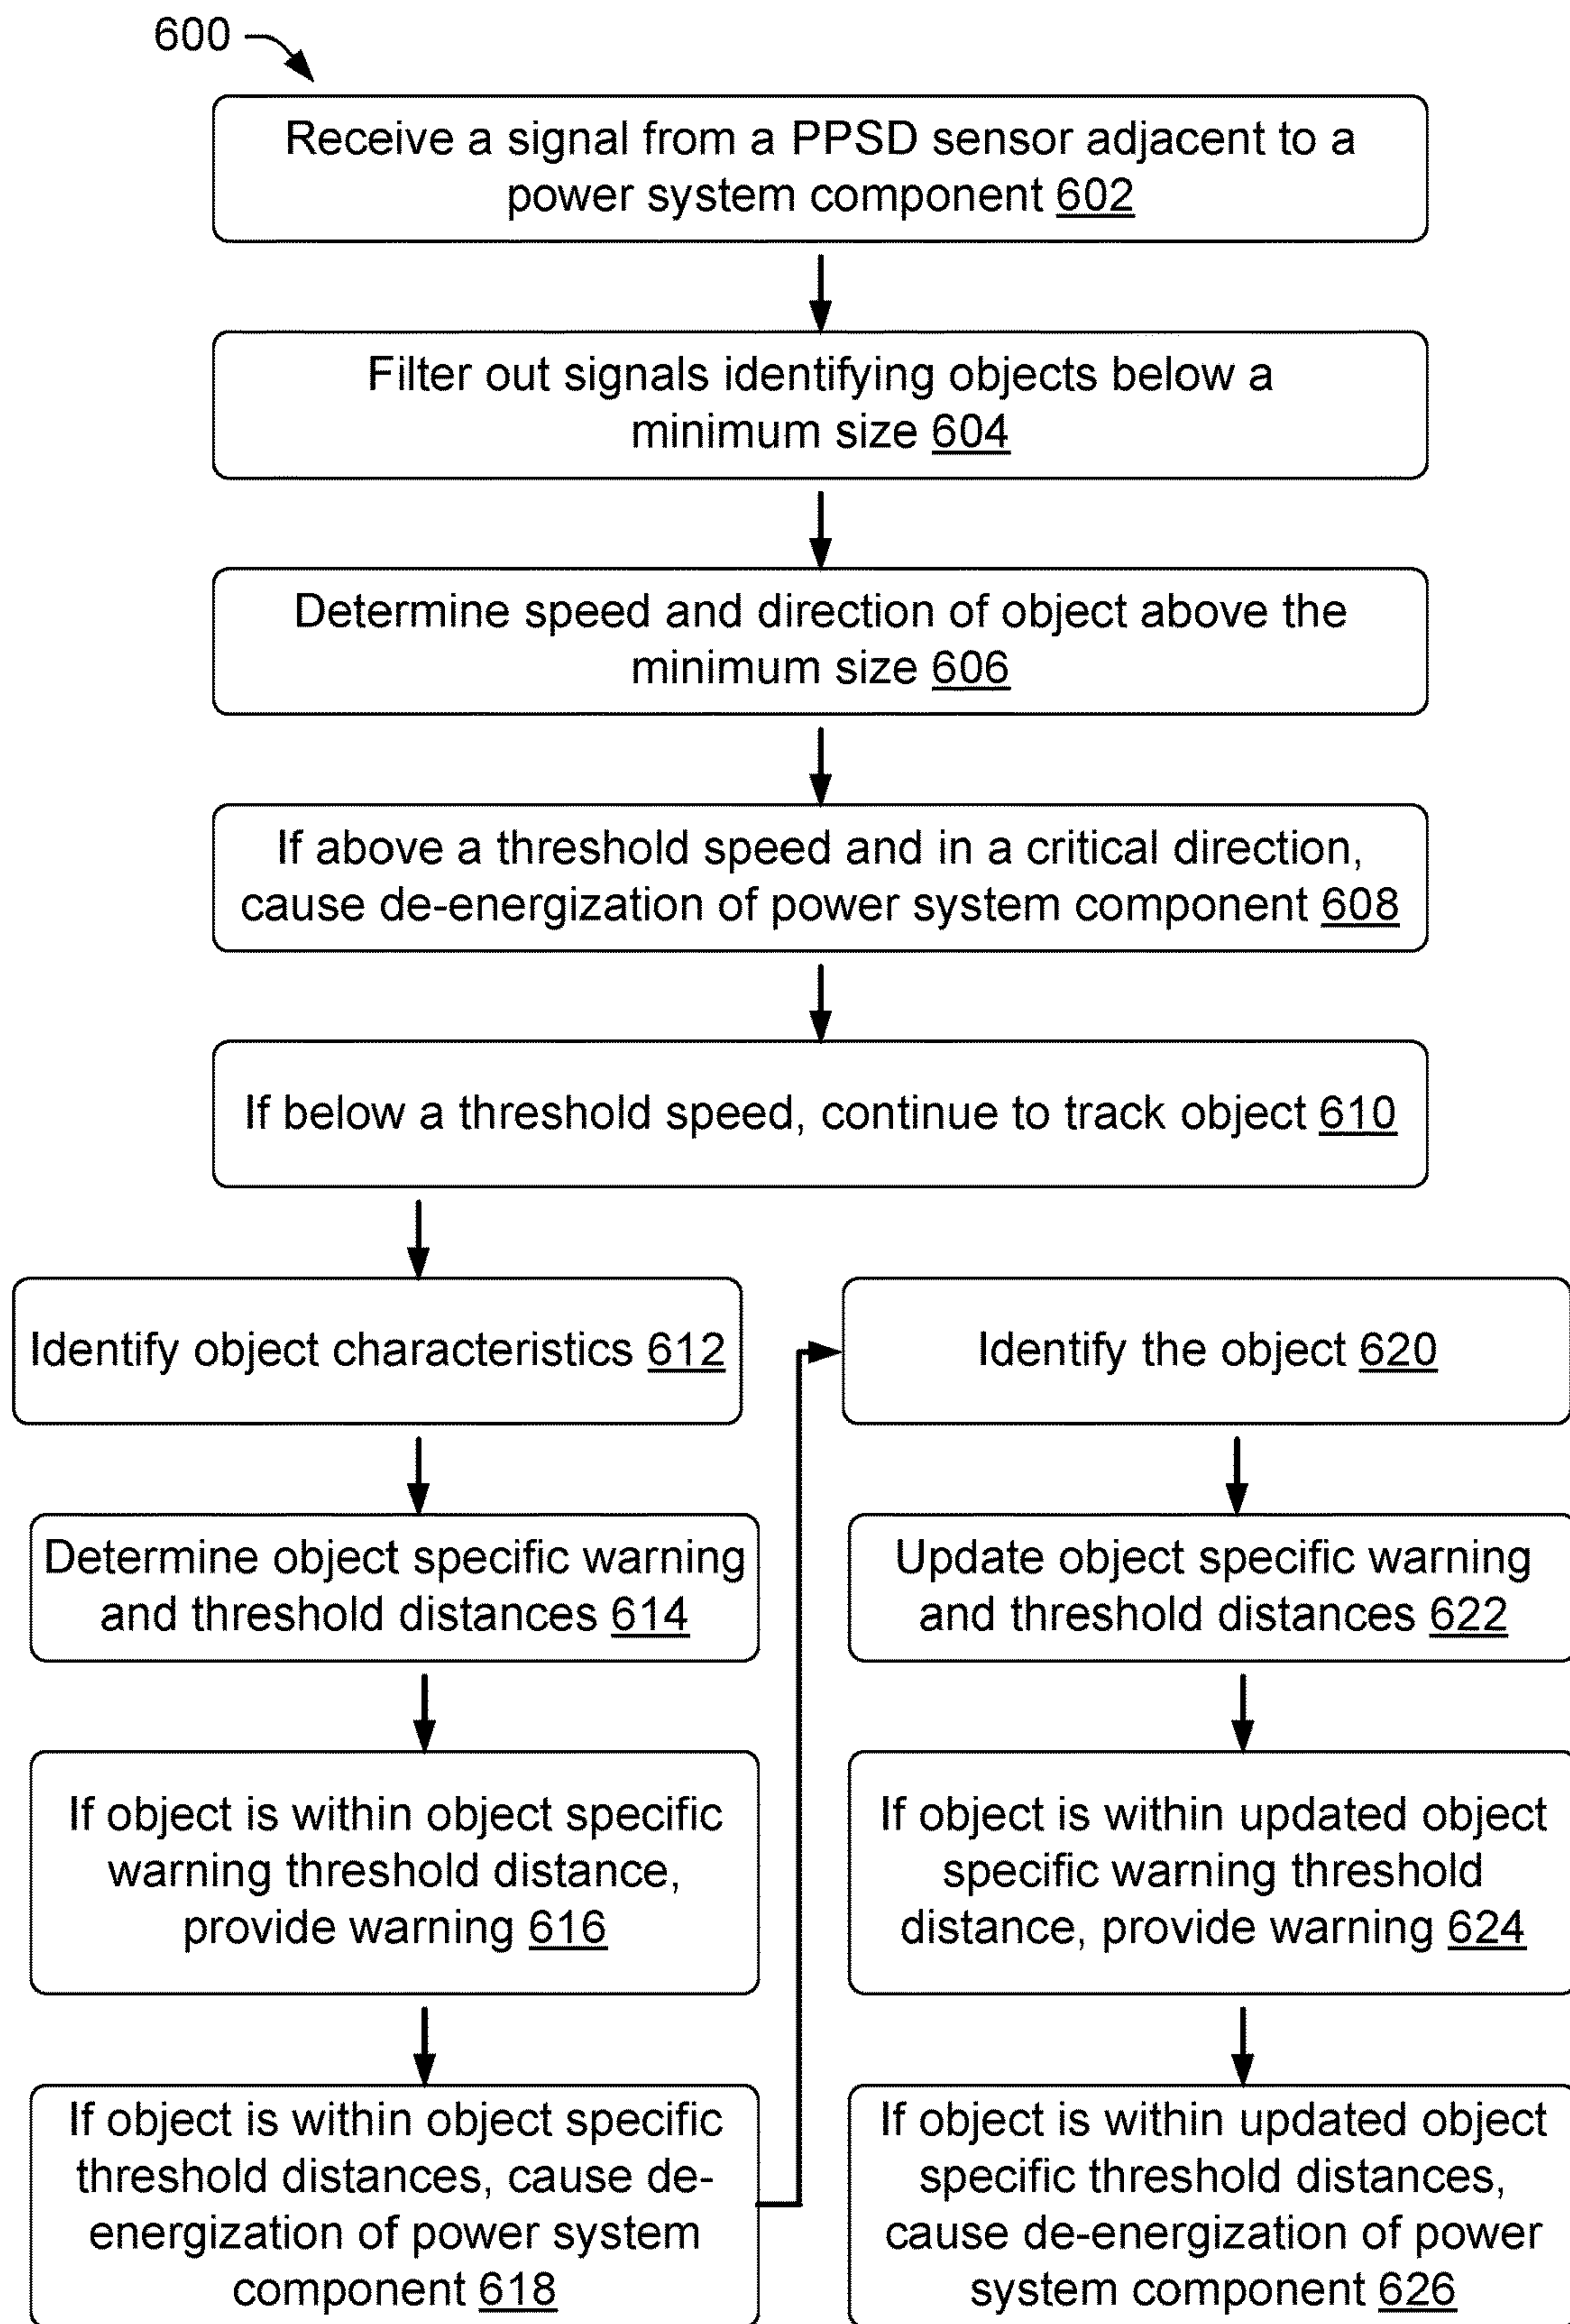 600
Receive a signal from a PPSD sensor adjacent to a
power system component 602
Filter out signals identifying objects below a
minimum size 604
Determine speed and direction of object above the
minimum size 606
If above a threshold speed and in a critical direction,
cause de-energization of power system component 608
If below a threshold speed, continue to track object 610
Identify object characteristics 612
Determine object specific warning
and threshold distances 614
If object is within object specific
warning threshold distance,
provide warning 616
If object is within object specific
threshold distances, cause de-
energization of power system
component 618
Identify the object 620
Update object specific warning
and threshold distances 622
If object is within updated object
specific warning threshold
distance, provide warning 624
If object is within updated object
specific threshold distances,
cause de-energization of power
system component 626